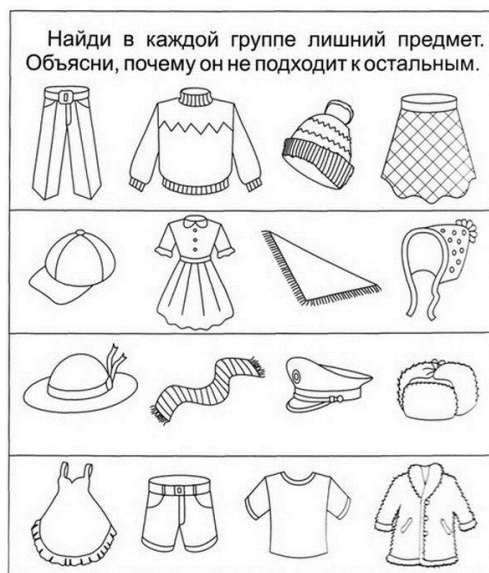 Найди в каждой группе лишний предмет.
Объясни, почему он не подходит к остальным.